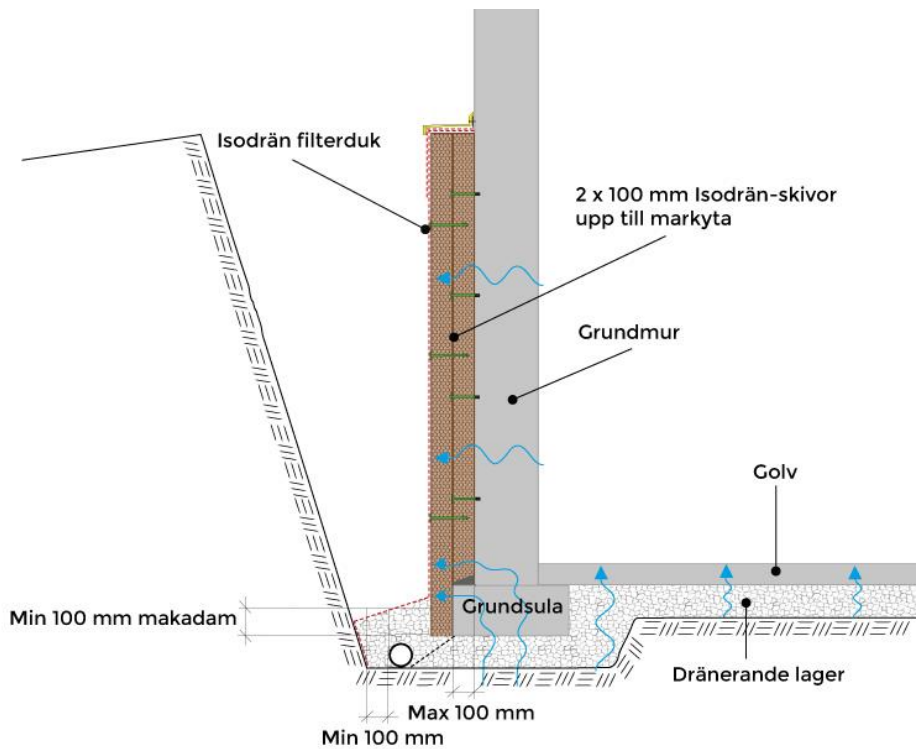 Isodrän filterduk
2 x 100 mm Isodrän-skivor
upp till markyta
Grundmur
Golv
Grundsula
Min 100 mm makadam
Dränerande lager
Max 100 mm
Min 100 mm